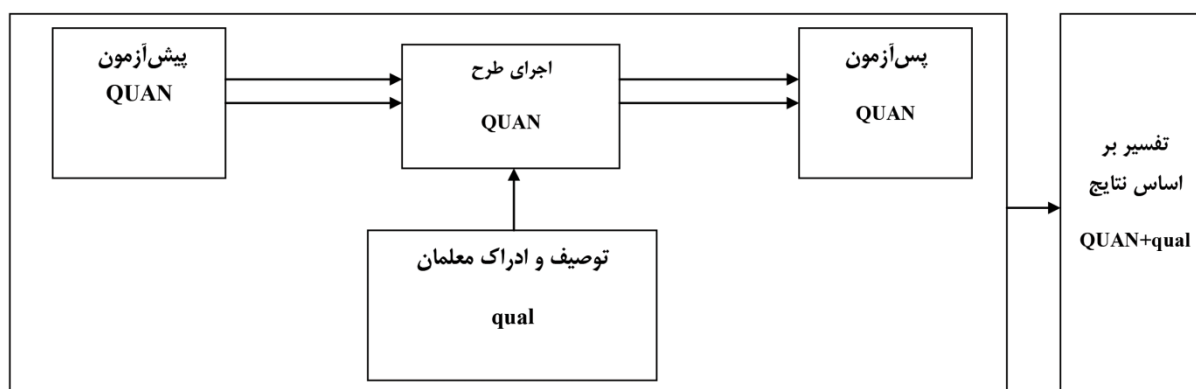 پیش‌آزمون
QUAN
اجرای طرح
QUAN
پس‌آزمون
QUAN
توصیف و ادراک معلمان
qual
تفسیر بر
اساس نتایج
QUAN+qual